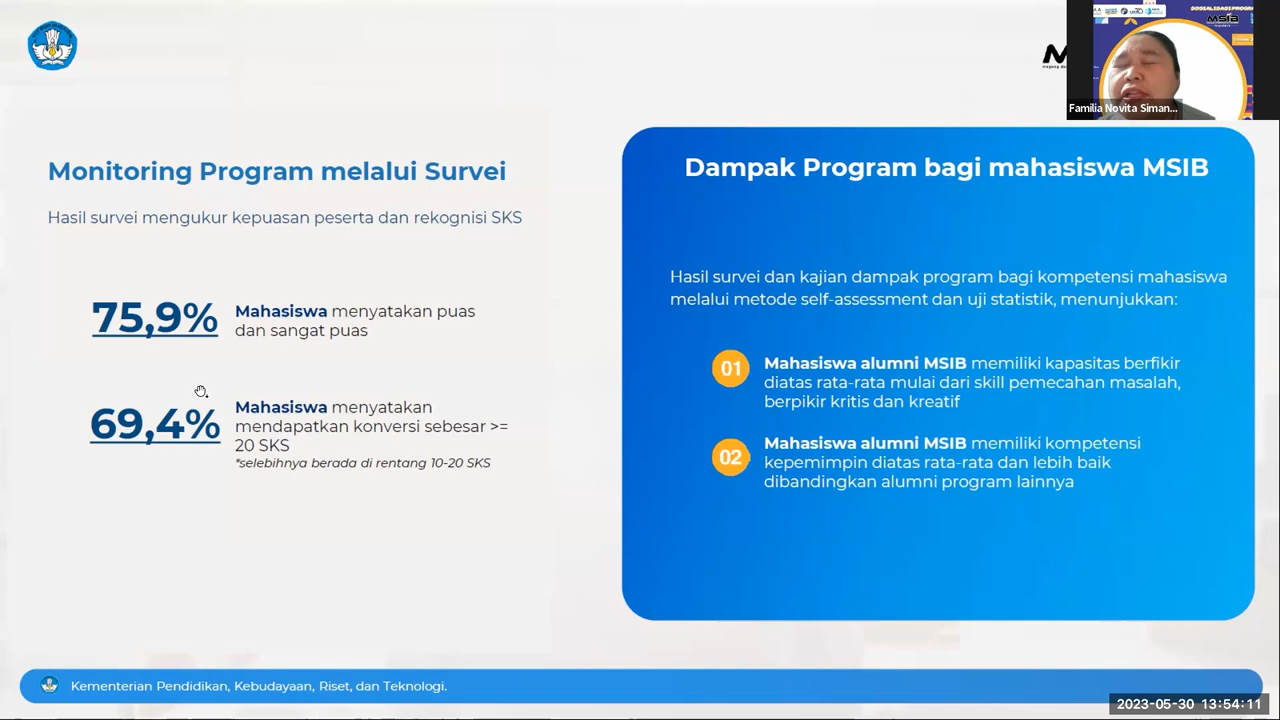 SOSIALISASI PROGRAM
MSIB
Familia Novita Siman...
Monitoring Program melalui Survei
Hasil survei mengukur kepuasan peserta dan rekognisi SKS
75,9%
Mahasiswa menyatakan puas
dan sangat puas
69,4%
Mahasiswa menyatakan
mendapatkan konversi sebesar >=
20 SKS
*selebihnya berada di rentang 10-20 SKS
Dampak Program bagi mahasiswa MSIB
Hasil survei dan kajian dampak program bagi kompetensi mahasiswa
melalui metode self-assessment dan uji statistik, menunjukkan:
01
Mahasiswa alumni MSIB memiliki kapasitas berfikir
diatas rata-rata mulai dari skill pemecahan masalah,
berpikir kritis dan kreatif
02
Mahasiswa alumni MSIB memiliki kompetensi
kepemimpin diatas rata-rata dan lebih baik
dibandingkan alumni program lainnya
Kementerian Pendidikan, Kebudayaan, Riset, dan Teknologi.
2023-05-30 13:54:11